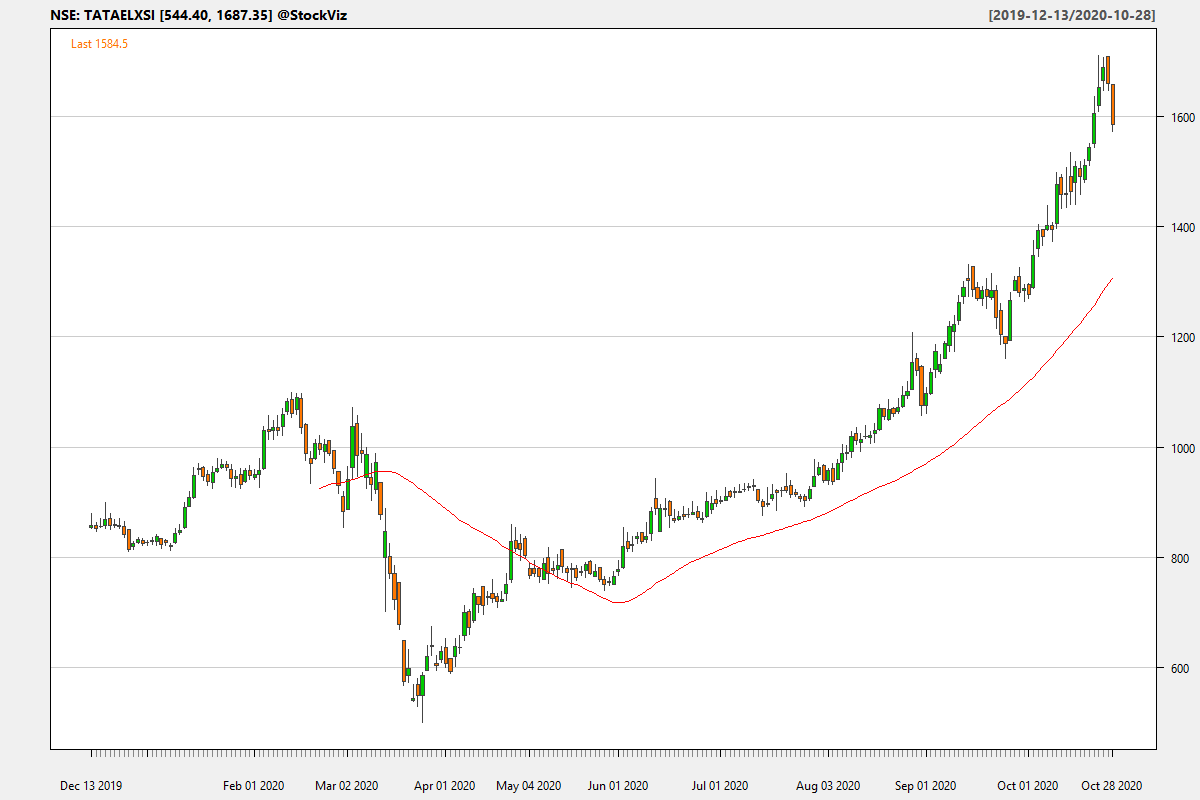 NSE: TATAELXSI [544.40, 1687.35] @StockViz [2019-12-13/2020-10-28]
Last 1584.5
1600
1400
1200
1000
800
600
Dec 13 2019 Feb 01 2020 Mar 02 2020 Apr 01 2020 May 04 2020 Jun 01 2020 Jul 01 2020 Aug 03 2020 Sep 01 2020 Oct 01 2020 Oct 28 2020